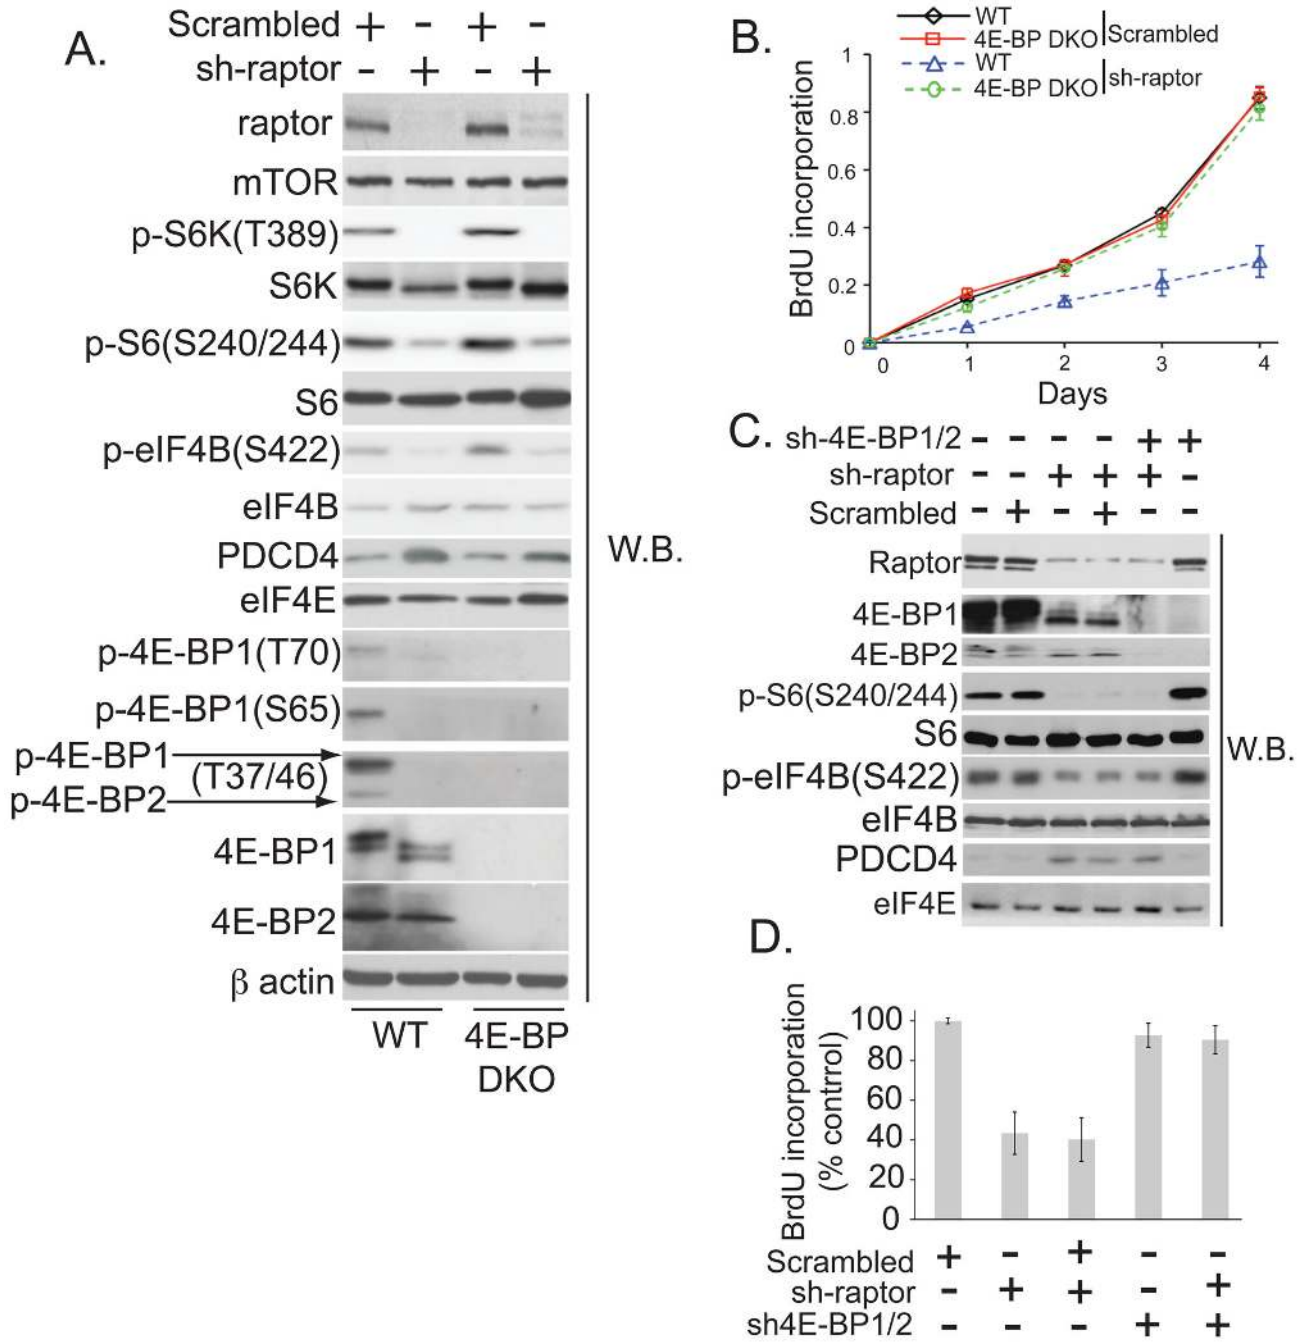 A.
Scrambled + - + -
sh-raptor - + - +
raptor
mTOR
p-S6K(T389)
S6K
p-S6(S240/244)
S6
p-eIF4B(S422)
eIF4B
PDCD4
eIF4E
p-4E-BP1(T70)
p-4E-BP1(S65)
p-4E-BP1
(T37/46)
p-4E-BP2
4E-BP1
4E-BP2
β actin
WT 4E-BP
DKO
W.B.
B.
WT
4E-BP DKO Scrambled
WT
4E-BP DKO sh-raptor
BrdU incorporation
1
0.8
0.6
0.4
0.2
0
0 1 2 3 4
Days
C.
sh-4E-BP1/2 - - - - + +
sh-raptor - - + + + -
Scrambled - + - + - -
Raptor
4E-BP1
4E-BP2
p-S6(S240/244)
S6
p-eIF4B(S422)
eIF4B
PDCD4
eIF4E
W.B.
D.
BrdU incorporation
(% contrrol)
100
80
60
40
20
0
Scrambled + - + - -
sh-raptor - + + - +
sh4E-BP1/2 - - - + +